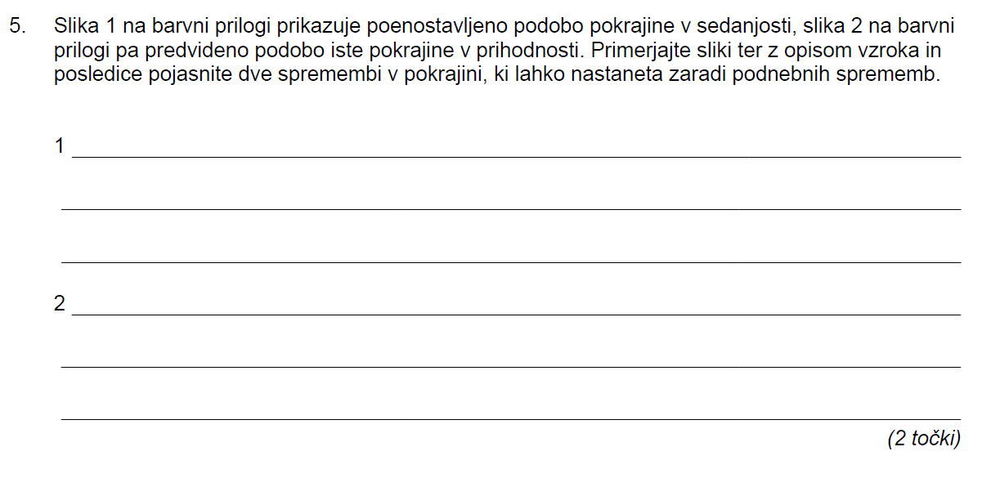 5. Slika 1 na barvni prilogi prikazuje poenostavljeno podobo pokrajine v sedanjosti, slika 2 na barvni
prilogi pa predvideno podobo iste pokrajine v prihodnosti. Primerjajte sliki ter z opisom vzroka in
posledice pojasnite dve spremembi v pokrajini, ki lahko nastaneta zaradi podnebnih sprememb.
1
2
(2 točki)